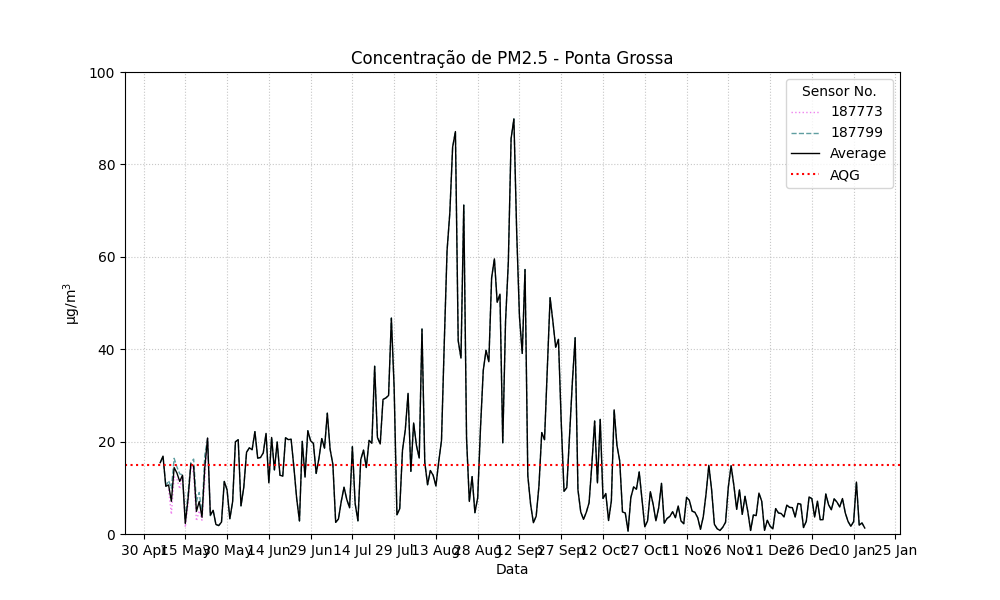 Concentração de PM2.5 - Ponta Grossa
100
80
60
40
20
0
µg/m³
Sensor No.
187773
187799
Average
AQG
30 Apr 15 May 30 May 14 Jun 29 Jun 14 Jul 29 Jul 13 Aug 28 Aug 12 Sep 27 Sep 12 Oct 27 Oct 11 Nov 26 Nov 11 Dec 26 Dec 10 Jan 25 Jan
Data